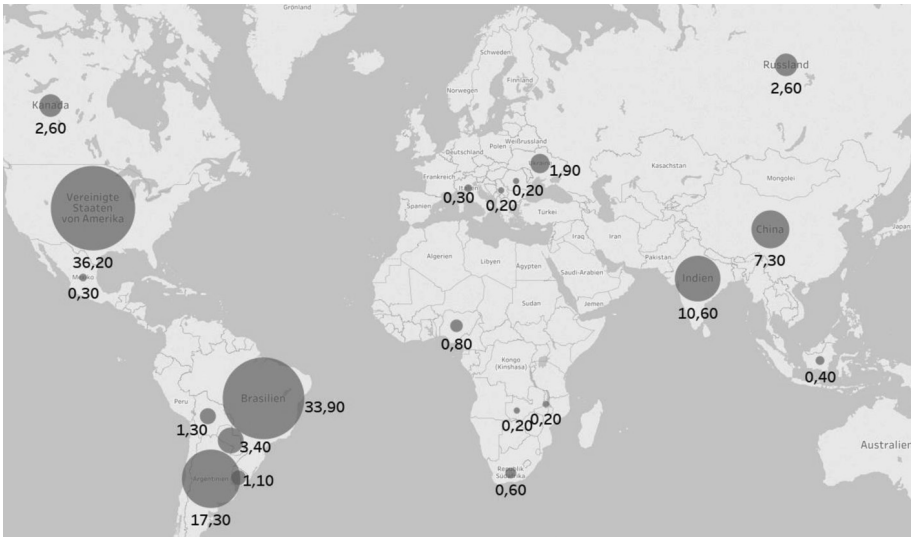 Grönland
Schweden
Finnland
Norwegen
Russland
2,60
Kanada
2,60
Weißrussland
Polen
Deutschland
1,90
Kasachstan
Frankreich
Mongolei
0,30
0,20
0,20
Spanien
Türkei
Vereinigte
Staaten
von Amerika
36,20
China
7,30
Japan
Irak
Iran
Algerien
Libyen
Ägypten
Pakistan
Saudi-Arabien
Mexiko
0,30
Indien
10,60
Sudan
Jemen
0,80
Kongo
(Kinshasa)
0,40
Peru
Brasilien
33,90
1,30
0,20
0,20
3,40
Australien
Republik
Südafrika
0,60
Argentinien
1,10
17,30